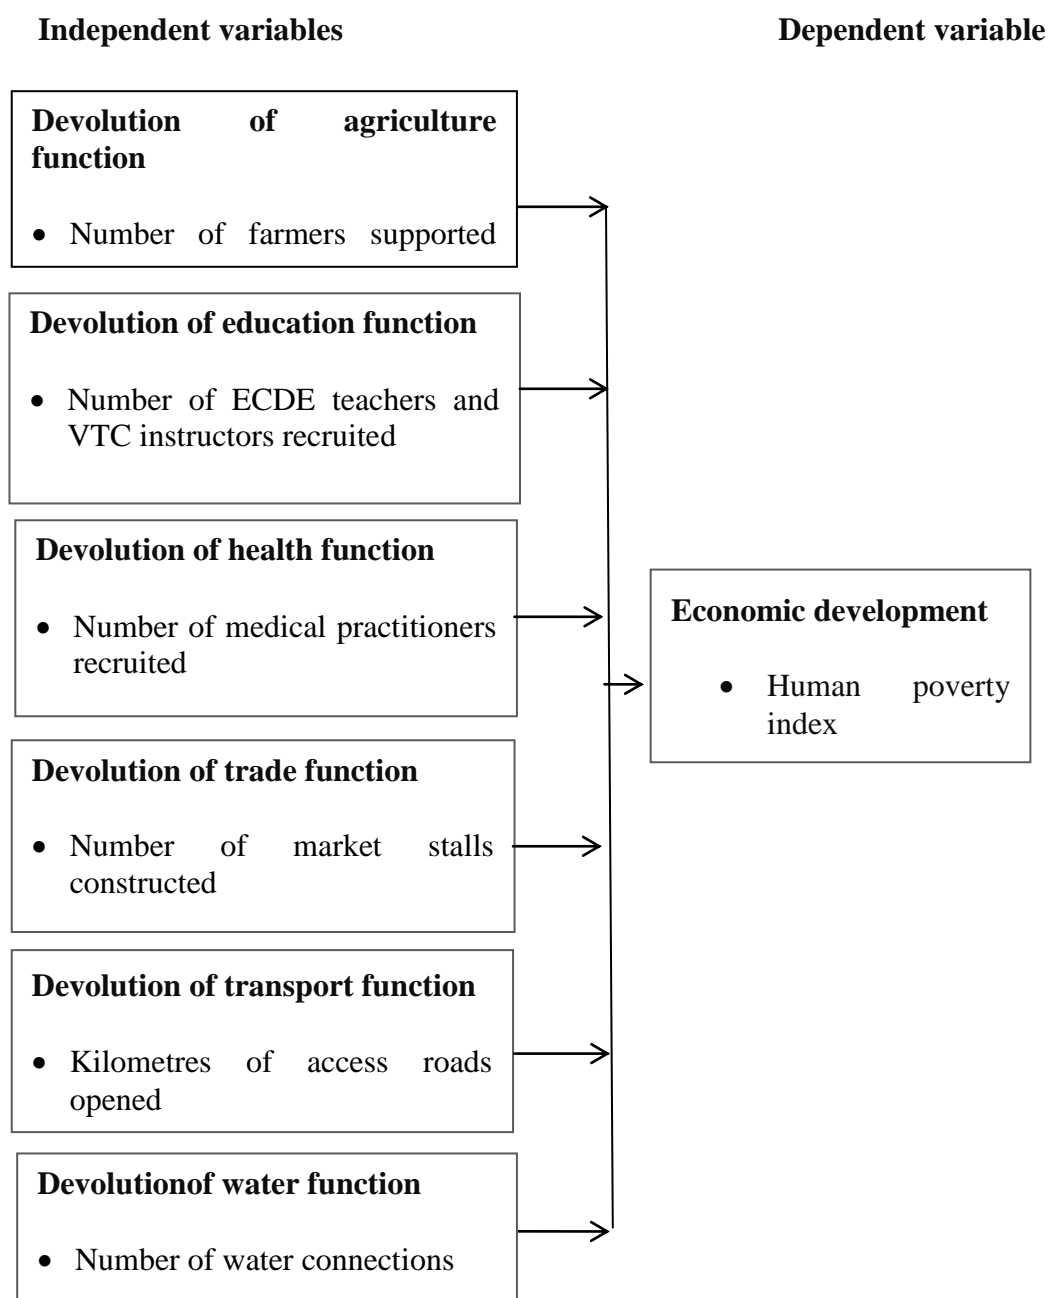 Independent variables
Dependent variable
Devolution of agriculture
function
• Number of farmers supported
Devolution of education function
• Number of ECDE teachers and
VTC instructors recruited
Devolution of health function
• Number of medical practitioners
recruited
Devolution of trade function
• Number of market stalls
constructed
Devolution of transport function
• Kilometres of access roads
opened
Devolutionof water function
• Number of water connections
Economic development
• Human poverty
index